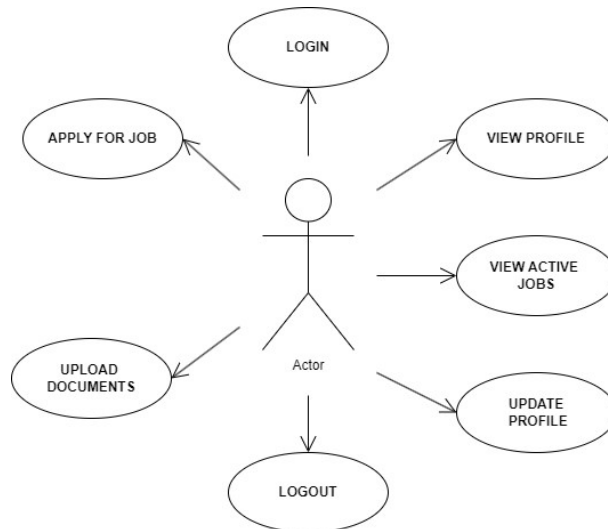 LOGIN
APPLY FOR JOB
VIEW PROFILE
VIEW ACTIVE
JOBS
UPLOAD
DOCUMENTS
Actor
UPDATE
PROFILE
LOGOUT